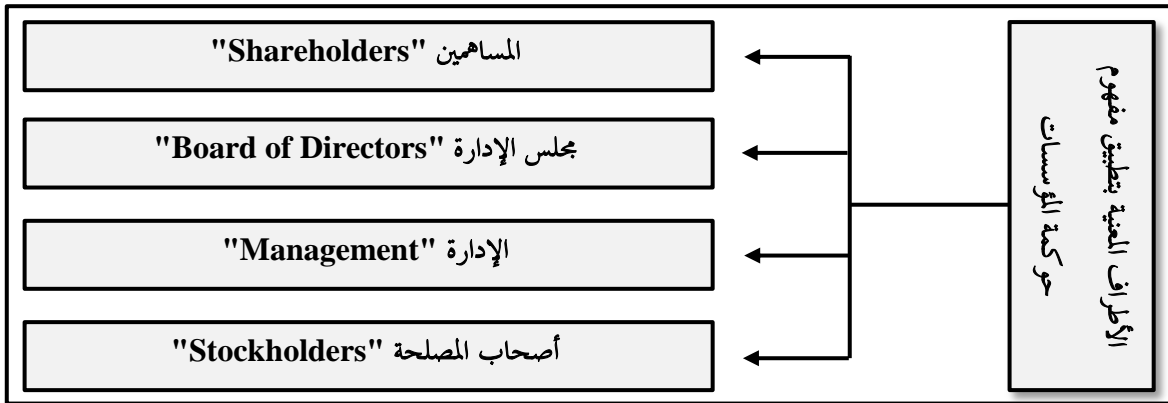 الأطراف المعنية بتطبيق مفهوم
حوكمة المؤسسات
المساهمين "Shareholders"
مجلس الإدارة "Board of Directors"
الإدارة "Management"
أصحاب المصلحة "Stockholders"